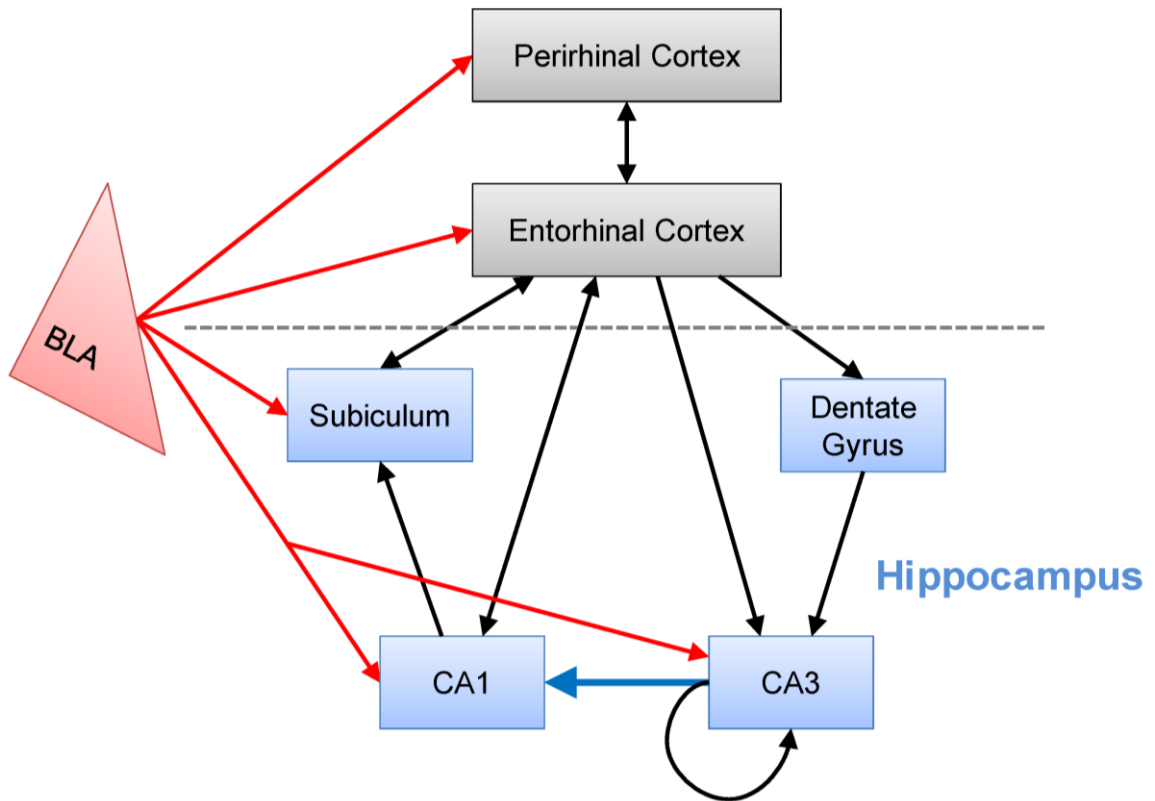 Perirhinal Cortex
Entorhinal Cortex
BLA
Subiculum
Dentate
Gyrus
Hippocampus
CA1
CA3